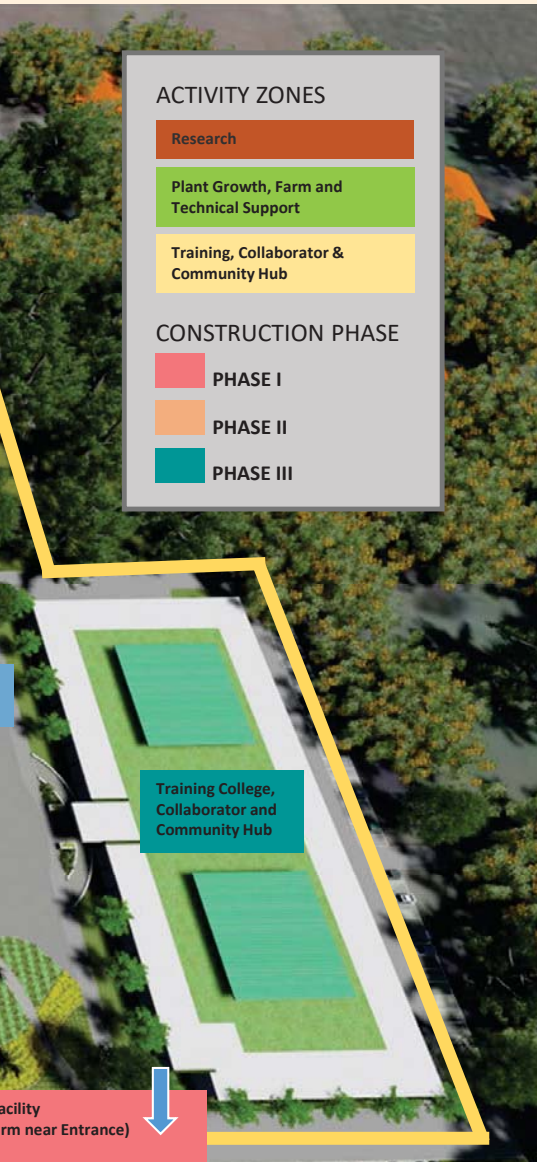 ACTIVITY ZONES
Research
Plant Growth, Farm and
Technical Support
Training, Collaborator &
Community Hub
CONSTRUCTION PHASE
PHASE I
PHASE II
PHASE III
Training College,
Collaborator and
Community Hub
acility
rm near Entrance)